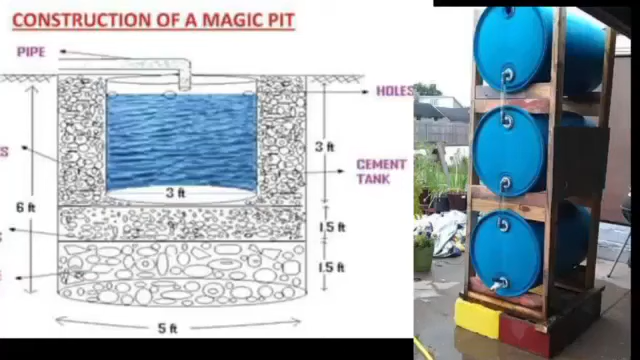 CONSTRUCTION OF A MAGIC PIT
PIPE
HOLES
3 ft
CEMENT
TANK
3 ft
6 ft
1.5 ft
1.5 ft
5 ft